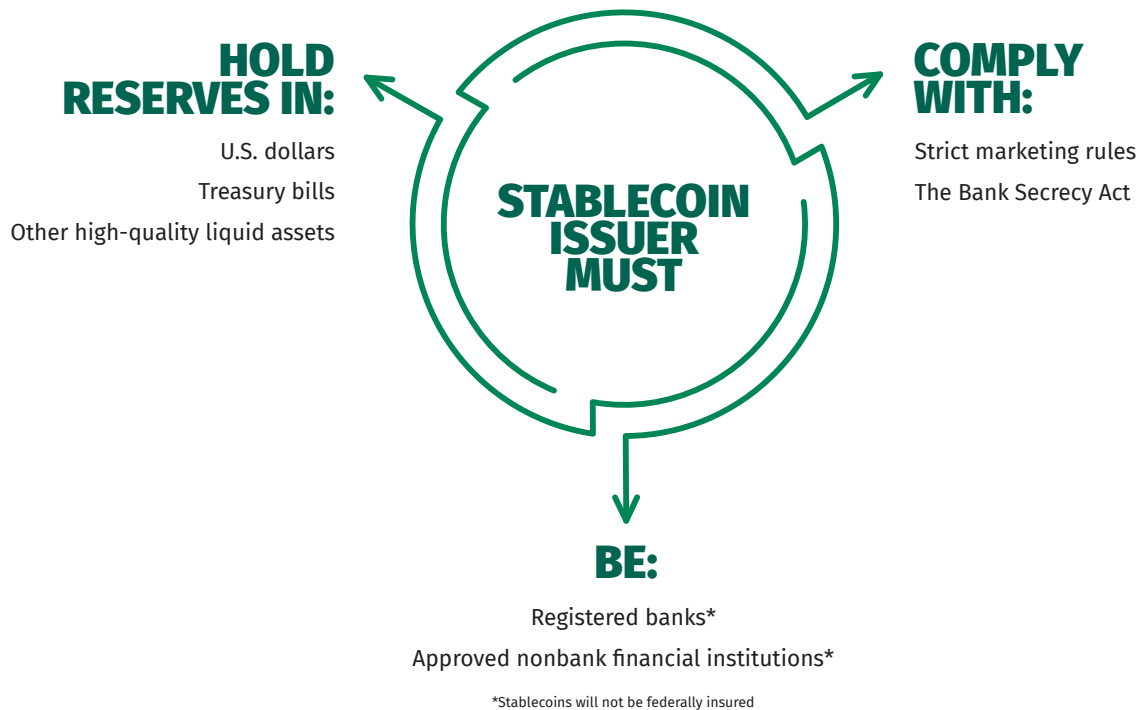 HOLD
RESERVES IN:
U.S. dollars
Treasury bills
Other high-quality liquid assets
COMPLY
WITH:
Strict marketing rules
The Bank Secrecy Act
STABLECOIN
ISSUER
MUST
BE:
Registered banks*
Approved nonbank financial institutions*
*Stablecoins will not be federally insured